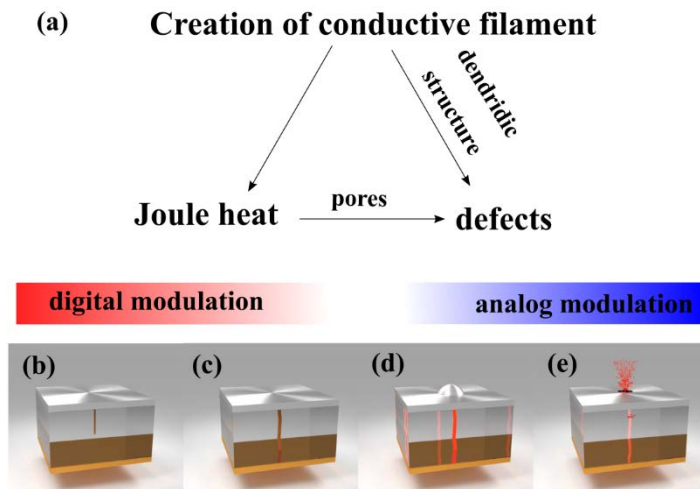 (a)
Creation of conductive filament
dendridic
structure
Joule heat
pores
defects
digital modulation
analog modulation
(b)
(c)
(d)
(e)